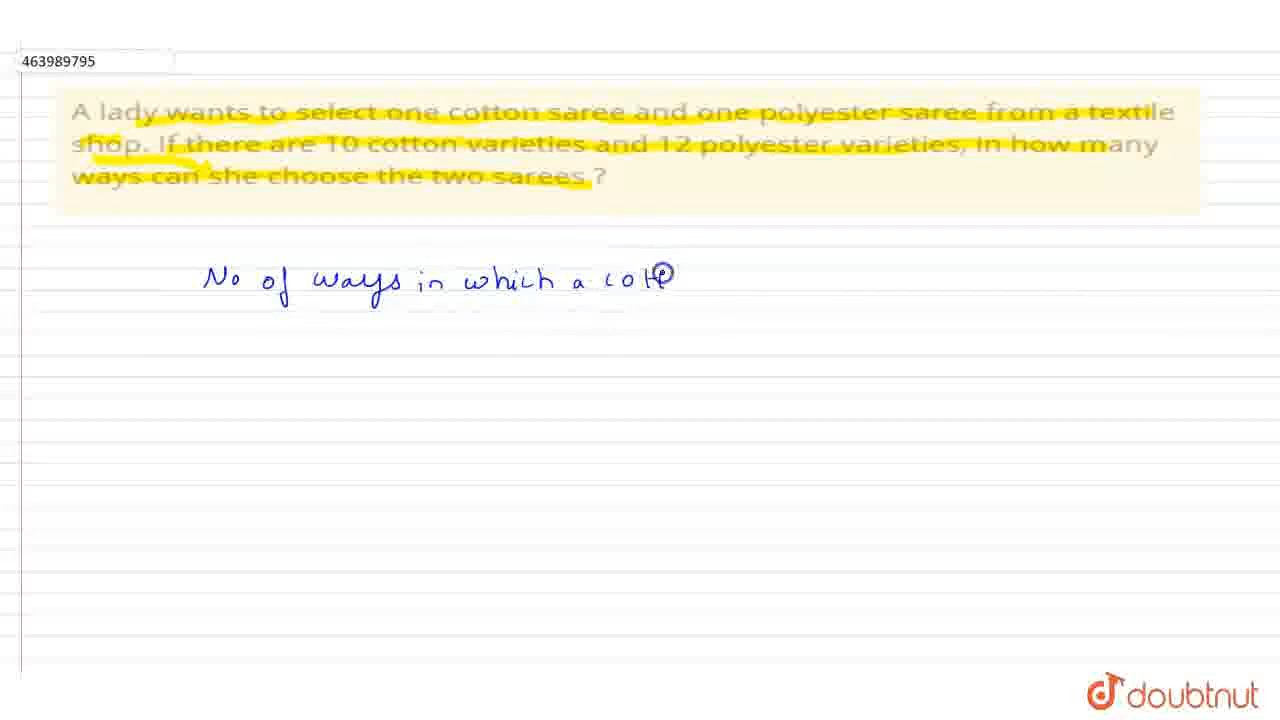 463989795
A lady wants to select one cotton saree and one polyester saree from a textile
shop. If there are 10 cotton varieties and 12 polyester varieties, In how many
ways can she choose the two sarees ?
No of ways in which a cott
doubtnut